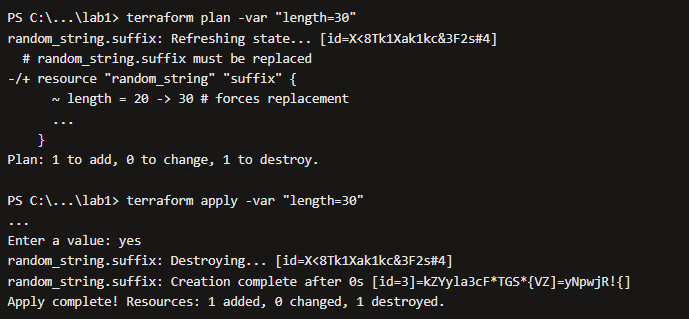 PS C:\...\lab1> terraform plan -var "length=30"
random_string.suffix: Refreshing state... [id=X<8Tk1Xak1kc&3F2s#4]
# random_string.suffix must be replaced
-/+ resource "random_string" "suffix" {
~ length = 20 -> 30 # forces replacement
...
}
Plan: 1 to add, 0 to change, 1 to destroy.
PS C:\...\lab1> terraform apply -var "length=30"
...
Enter a value: yes
random_string.suffix: Destroying... [id=X<8Tk1Xak1kc&3F2s#4]
random_string.suffix: Creation complete after 0s [id=3]=kZYyla3cF*TGS*{VZ]=yNpwjR!{]
Apply complete! Resources: 1 added, 0 changed, 1 destroyed.